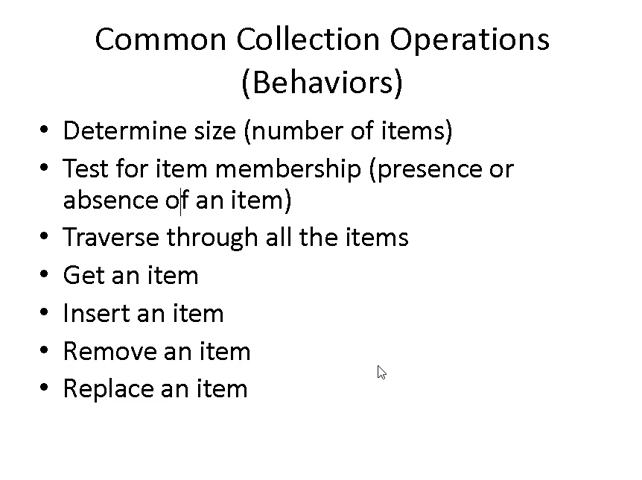 Common Collection Operations
(Behaviors)
• Determine size (number of items)
• Test for item membership (presence or
absence of an item)
• Traverse through all the items
• Get an item
• Insert an item
• Remove an item
• Replace an item